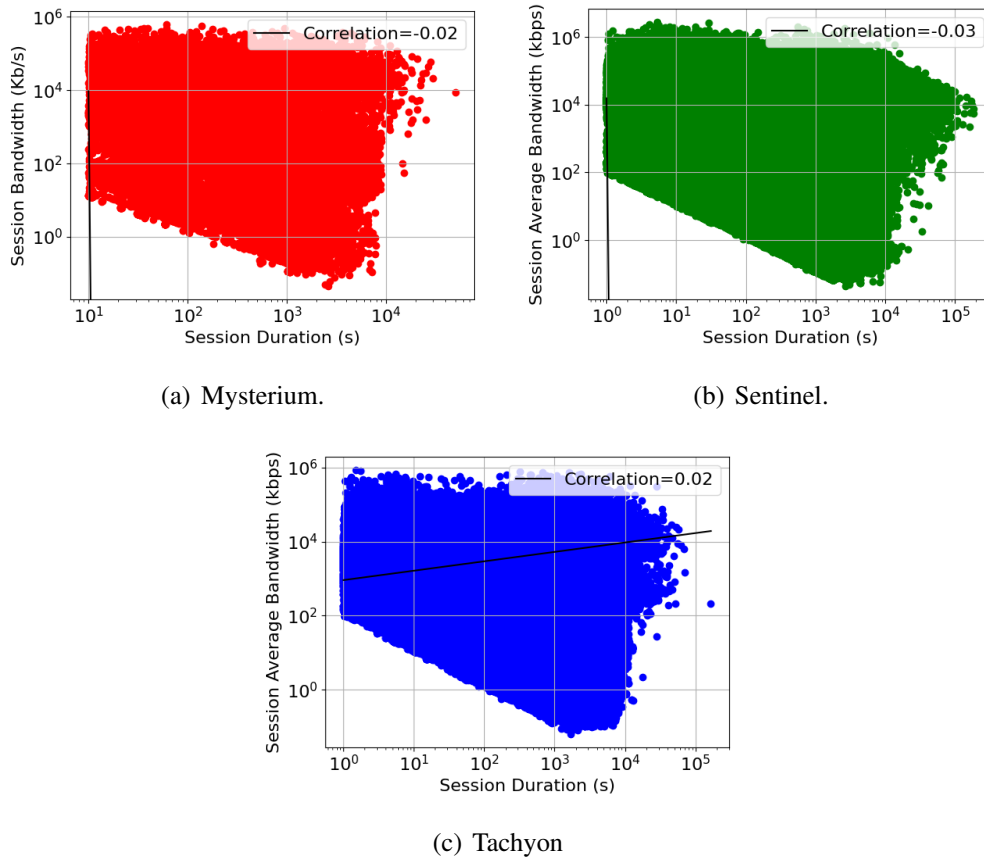 Correlation=-0.02
10^6
10^4
10^2
10^0
Session Bandwidth (Kb/s)
10^1 10^2 10^3 10^4
Session Duration (s)
(a) Mysterium.
Correlation=-0.03
10^6
10^4
10^2
10^0
Session Average Bandwidth (kbps)
10^0 10^1 10^2 10^3 10^4 10^5
Session Duration (s)
(b) Sentinel.
Correlation=0.02
10^6
10^4
10^2
10^0
Session Average Bandwidth (kbps)
10^0 10^1 10^2 10^3 10^4 10^5
Session Duration (s)
(c) Tachyon